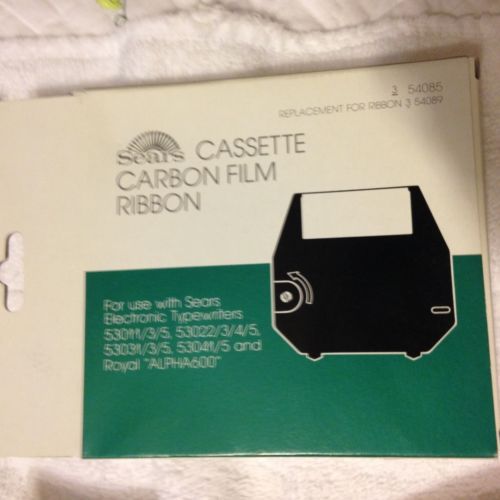 3 54085
REPLACEMENT FOR RIBBON 3 54089
Sears CASSETTE
CARBON FILM
RIBBON
For use with Sears
Electronic Typewriters
53011/3/5, 53022/3/4/5,
53031/3/5, 53041/5 and
Royal "ALPHA600"